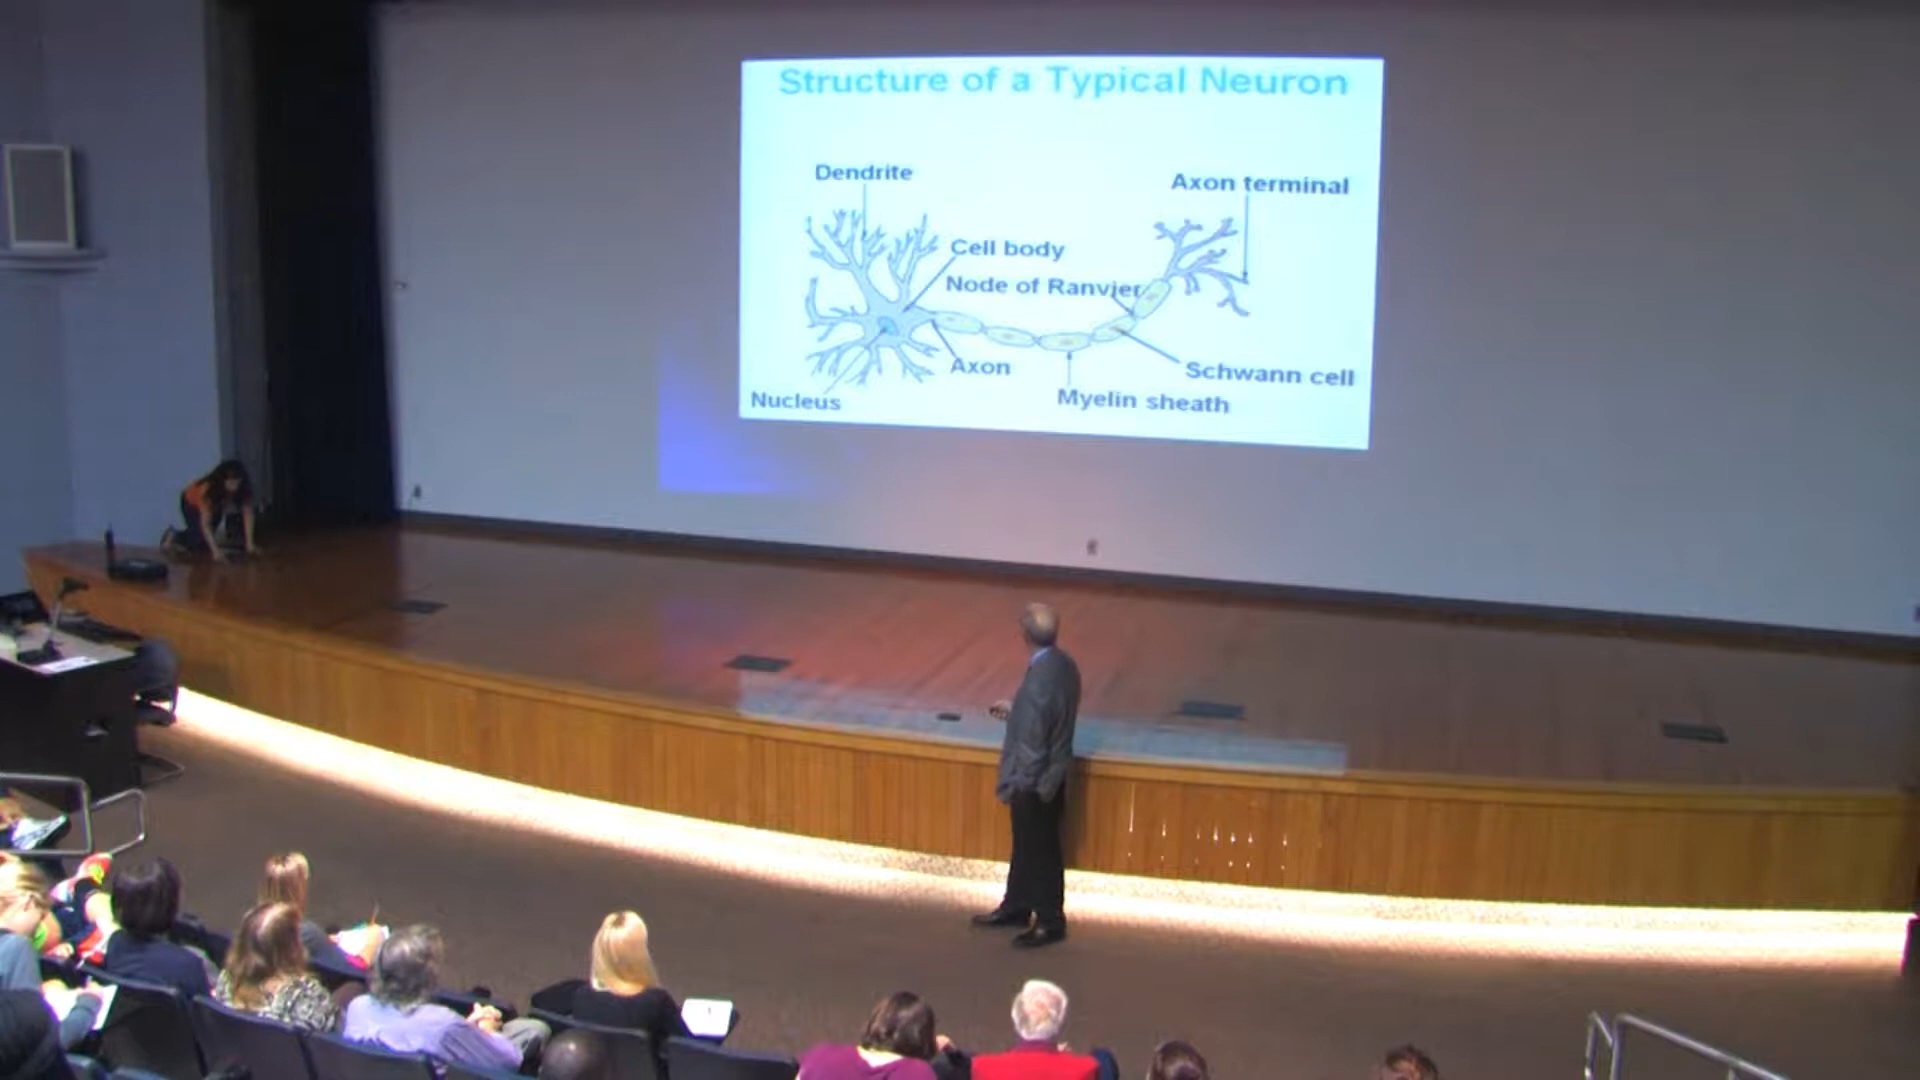 Structure of a Typical Neuron
Dendrite
Axon terminal
Cell body
Node of Ranvier
Axon
Schwann cell
Nucleus
Myelin sheath